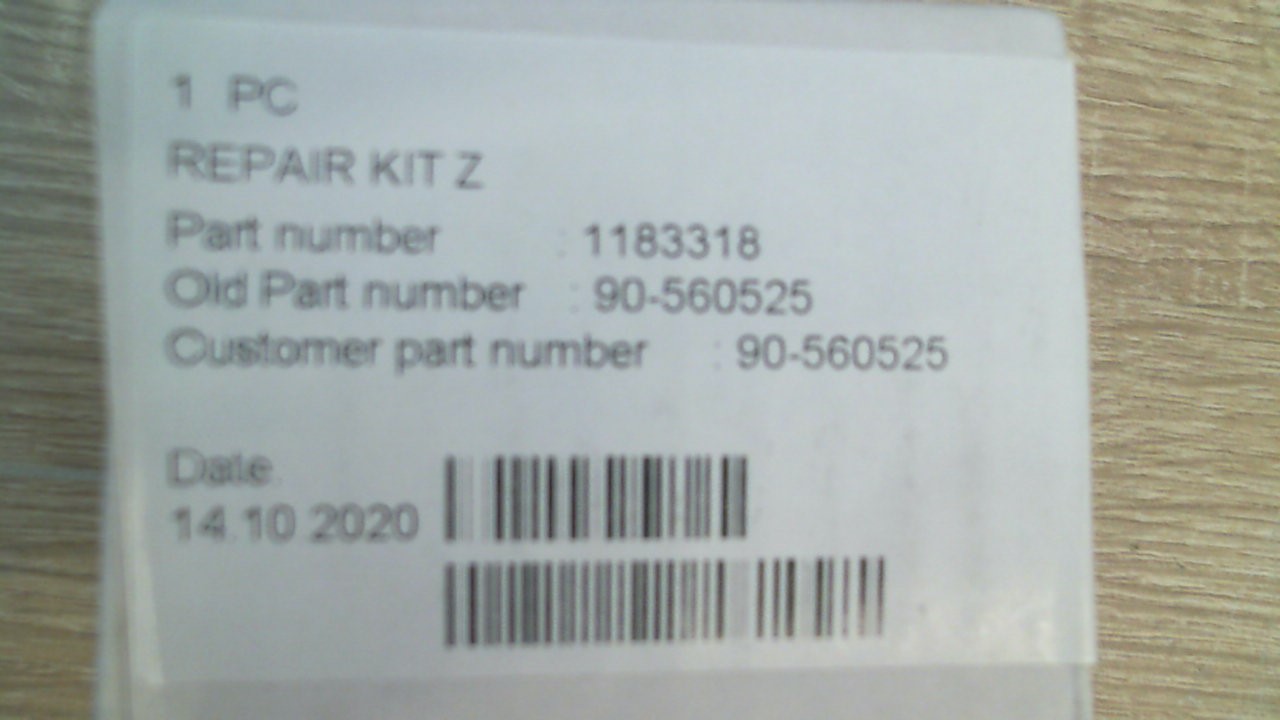 1 PC
REPAIR KIT Z
Part number : 1183318
Old Part number : 90-560525
Customer part number : 90-560525
Date
14.10.2020